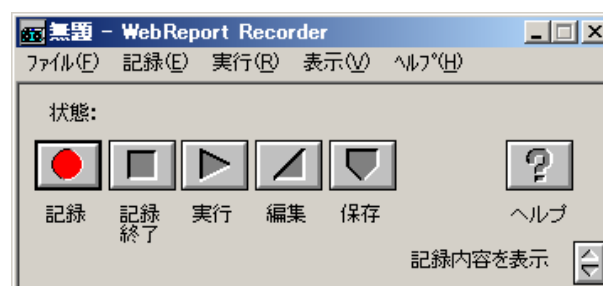 無題 - WebReport Recorder
ファイル(F) 記録(E) 実行(R) 表示(V) ヘルプ(H)
状態:
記録 記録終了 実行 編集 保存 ヘルプ
記録内容を表示